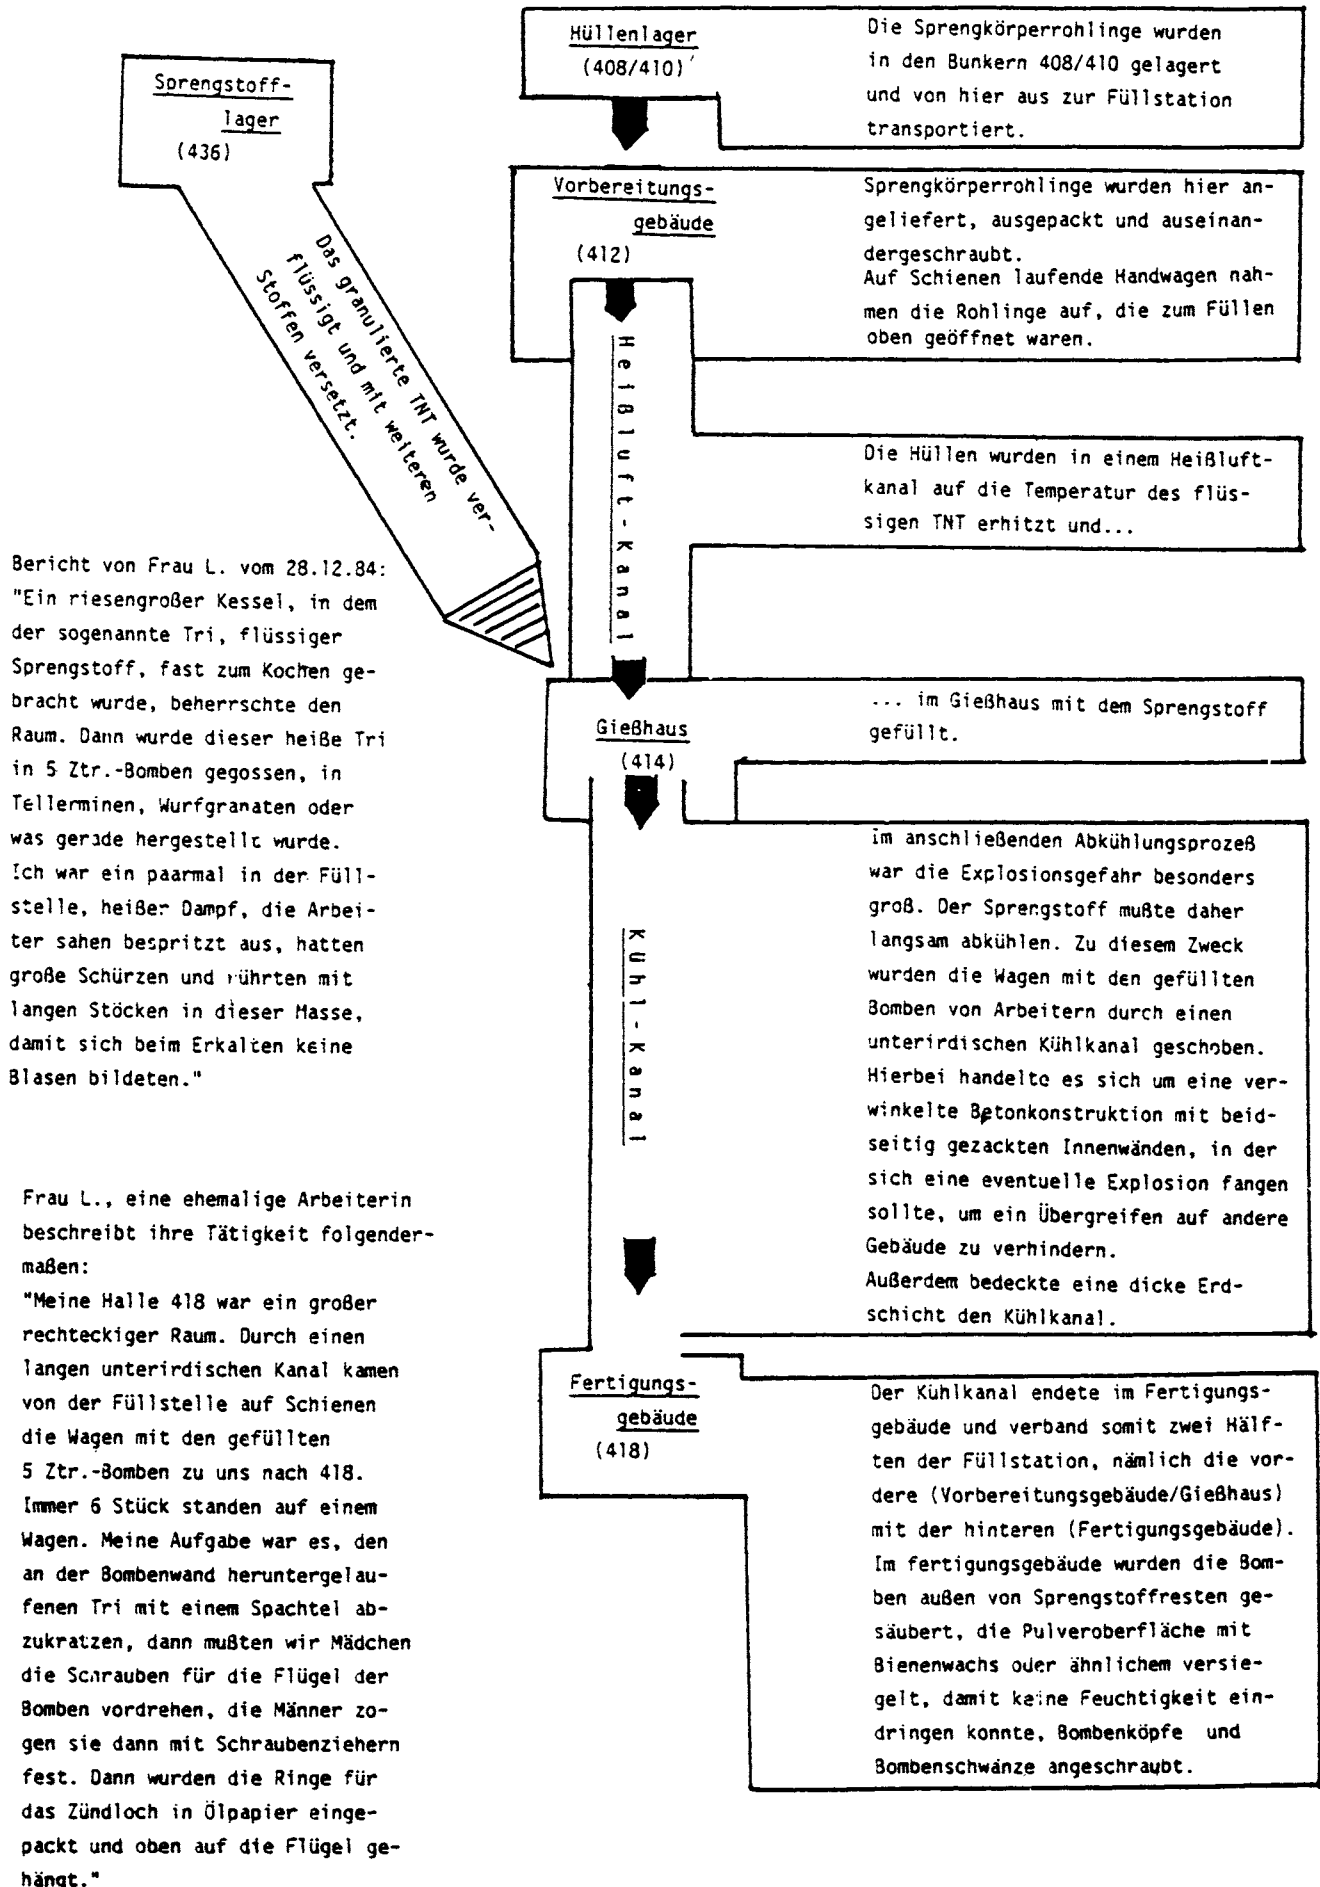 Sprengstoff-
lager
(436)
Das granulierte TNT wurde ver-
flüssigt und mit weiteren
Stoffen versetzt.
Hüllenlager
(408/410)
Die Sprengkörperrohlinge wurden
in den Bunkern 408/410 gelagert
und von hier aus zur Füllstation
transportiert.
Vorbereitungs-
gebäude
(412)
Sprengkörperrohlinge wurden hier an-
geliefert, ausgepackt und auseinan-
dergeschraubt.
Auf Schienen laufende Handwagen nah-
men die Rohlinge auf, die zum Füllen
oben geöffnet waren.
Heißluft-Kanal
Die Hüllen wurden in einem Heißluft-
kanal auf die Temperatur des flüs-
sigen TNT erhitzt und...
Gießhaus
(414)
... im Gießhaus mit dem Sprengstoff
gefüllt.
Kühl-Kanal
Im anschließenden Abkühlungsprozeß
war die Explosionsgefahr besonders
groß. Der Sprengstoff mußte daher
langsam abkühlen. Zu diesem Zweck
wurden die Wagen mit den gefüllten
Bomben von Arbeitern durch einen
unterirdischen Kühlkanal geschoben.
Hierbei handelte es sich um eine ver-
winkelte Betonkonstruktion mit beid-
seitig gezackten Innenwänden, in der
sich eine eventuelle Explosion fangen
sollte, um ein Übergreifen auf andere
Gebäude zu verhindern.
Außerdem bedeckte eine dicke Erd-
schicht den Kühlkanal.
Fertigungs-
gebäude
(418)
Der Kühlkanal endete im Fertigungs-
gebäude und verband somit zwei Hälf-
ten der Füllstation, nämlich die vor-
dere (Vorbereitungsgebäude/Gießhaus)
mit der hinteren (Fertigungsgebäude).
Im fertigungsgebäude wurden die Bom-
ben außen von Sprengstoffresten ge-
säubert, die Pulveroberfläche mit
Bienenwachs oder ähnlichem versie-
gelt, damit keine Feuchtigkeit ein-
dringen konnte, Bombenköpfe und
Bombenschwänze angeschraubt.
Bericht von Frau L. vom 28.12.84:
"Ein riesengroßer Kessel, in dem
der sogenannte Tri, flüssiger
Sprengstoff, fast zum Kochen ge-
bracht wurde, beherrschte den
Raum. Dann wurde dieser heiße Tri
in 5 Ztr.-Bomben gegossen, in
Tellerminen, Wurfgranaten oder
was gerade hergestellt wurde.
Ich war ein paarmal in der Füll-
stelle, heißer Dampf, die Arbei-
ter sahen bespritzt aus, hatten
große Schürzen und rührten mit
langen Stöcken in dieser Masse,
damit sich beim Erkalten keine
Blasen bildeten."
Frau L., eine ehemalige Arbeiterin
beschreibt ihre Tätigkeit folgender-
maßen:
"Meine Halle 418 war ein großer
rechteckiger Raum. Durch einen
langen unterirdischen Kanal kamen
von der Füllstelle auf Schienen
die Wagen mit den gefüllten
5 Ztr.-Bomben zu uns nach 418.
Immer 6 Stück standen auf einem
Wagen. Meine Aufgabe war es, den
an der Bombenwand heruntergelau-
fenen Tri mit einem Spachtel ab-
zukratzen, dann mußten wir Mädchen
die Schrauben für die Flügel der
Bomben vordrehen, die Männer zo-
gen sie dann mit Schraubenziehern
fest. Dann wurden die Ringe für
das Zündloch in Ölpapier einge-
packt und oben auf die Flügel ge-
hängt."